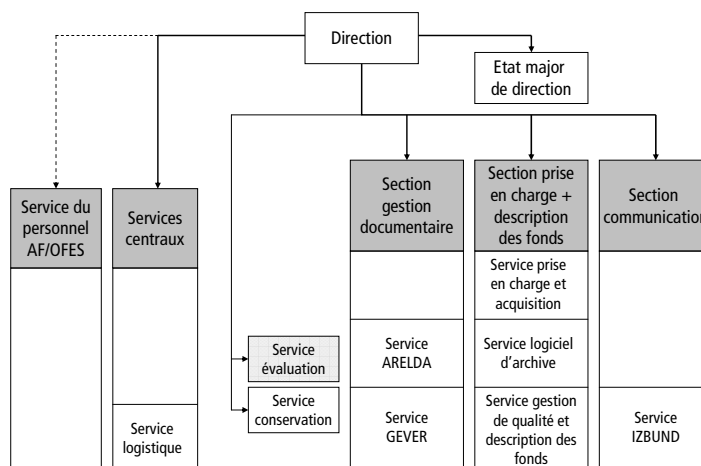 Direction
Etat major
de direction
Service du
personnel
AF/OFES
Services
centraux
Section
gestion
documentaire
Section prise
en charge +
description
des fonds
Section
communication
Service prise
en charge et
acquisition
Service
évaluation
Service
ARELDA
Service logiciel
d'archive
Service
conservation
Service
logistique
Service
GEVER
Service gestion
de qualité et
description des
fonds
Service
IZBUND